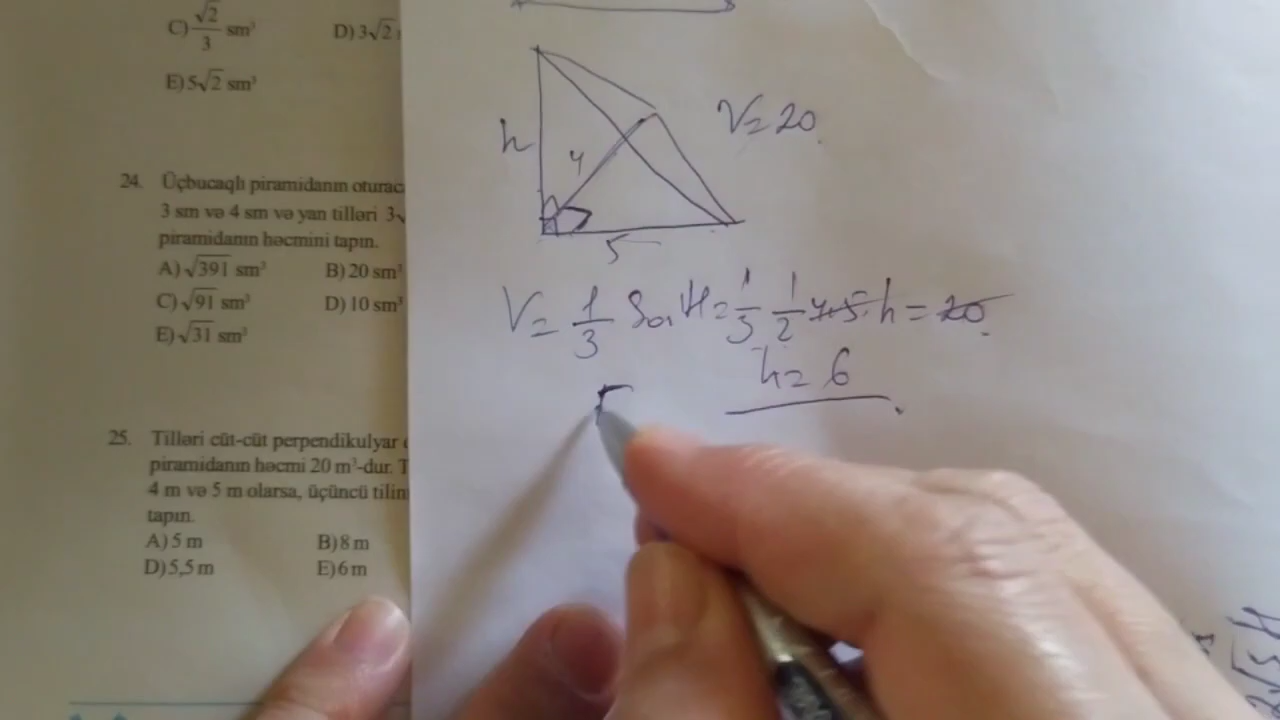 C) √2/3 sm³ D) 3√2
E) 5√2 sm³
24. Üçbucaqlı piramidanın oturac
3 sm və 4 sm və yan tilləri 3√
piramidanın həcmini tapın.
A) √391 sm³ B) 20 sm³
C) √91 sm³ D) 10 sm³
E) √31 sm³
25. Tilləri cüt-cüt perpendikulyar
piramidanın həcmi 20 m³-dur. T
4 m və 5 m olarsa, üçüncü tilin
tapın.
A) 5 m B) 8 m
D) 5,5 m E) 6 m
h
4
5
V = 20
V = 1/3 Sot H = 1/3 1/2 4·5·h = 20
h = 6